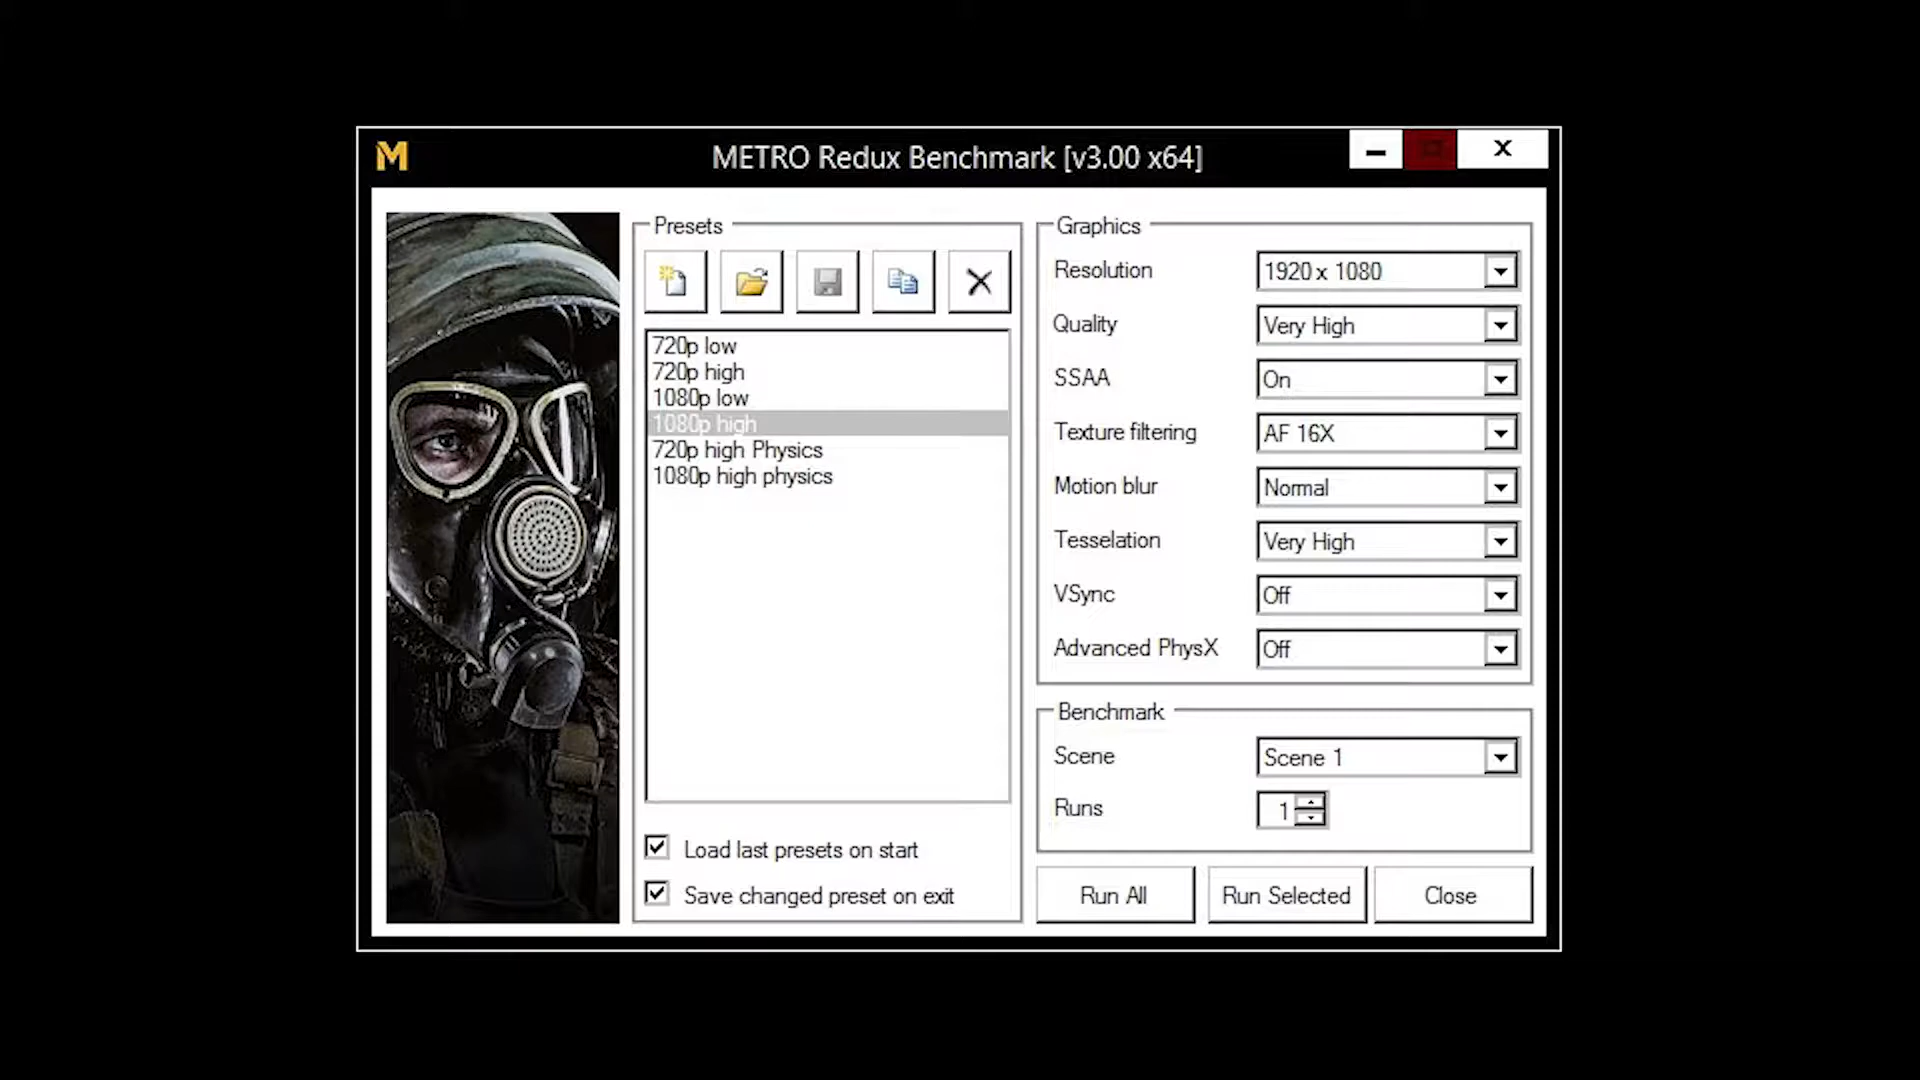 METRO Redux Benchmark [v3.00 x64]
Presets
720p low
720p high
1080p low
1080p high
720p high Physics
1080p high physics
Load last presets on start
Save changed preset on exit
Graphics
Resolution 1920 x 1080
Quality Very High
SSAA On
Texture filtering AF 16X
Motion blur Normal
Tesselation Very High
VSync Off
Advanced PhysX Off
Benchmark
Scene Scene 1
Runs 1
Run All Run Selected Close